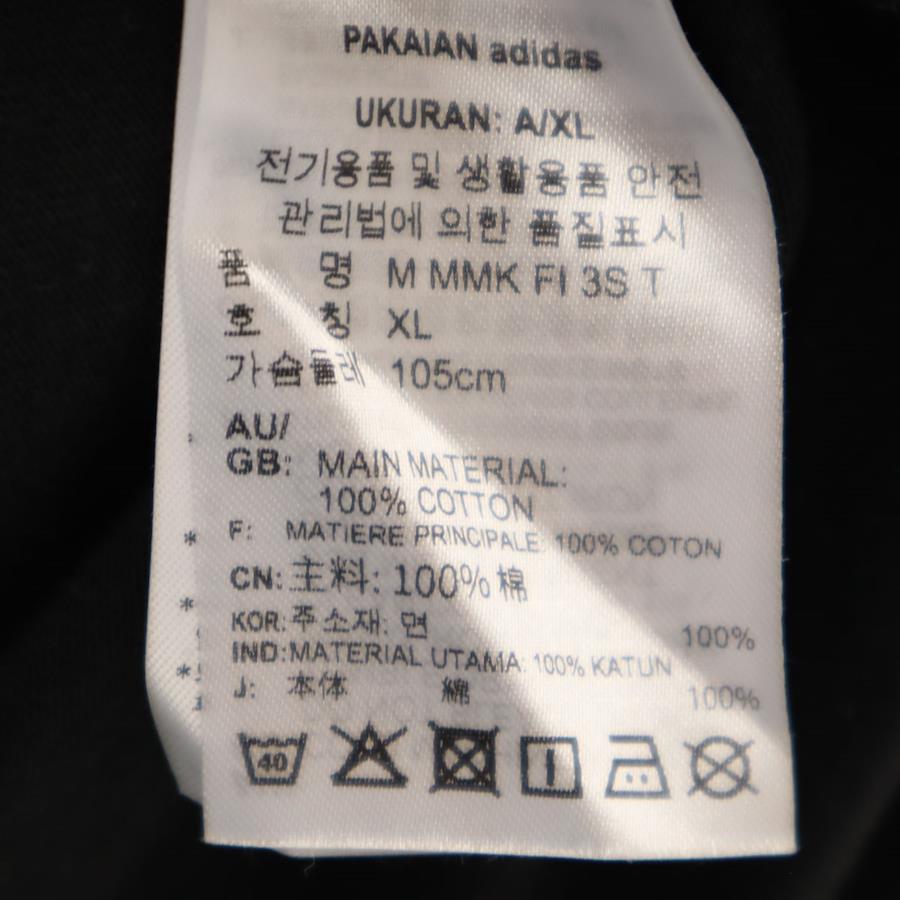 PAKAIAN adidas
UKURAN: A/XL
전기용품 및 생활용품 안전
관리법에 의한 품질표시
품 명 M MMK FI 3S T
호 칭 XL
가슴둘레 105cm
AU/
GB: MAIN MATERIAL:
100% COTTON
* F: MATIERE PRINCIPALE: 100% COTON
CN: 主料: 100% 棉
* KOR: 주소재: 면 100%
IND: MATERIAL UTAMA: 100% KATUN
* J: 本体 綿 100%
40